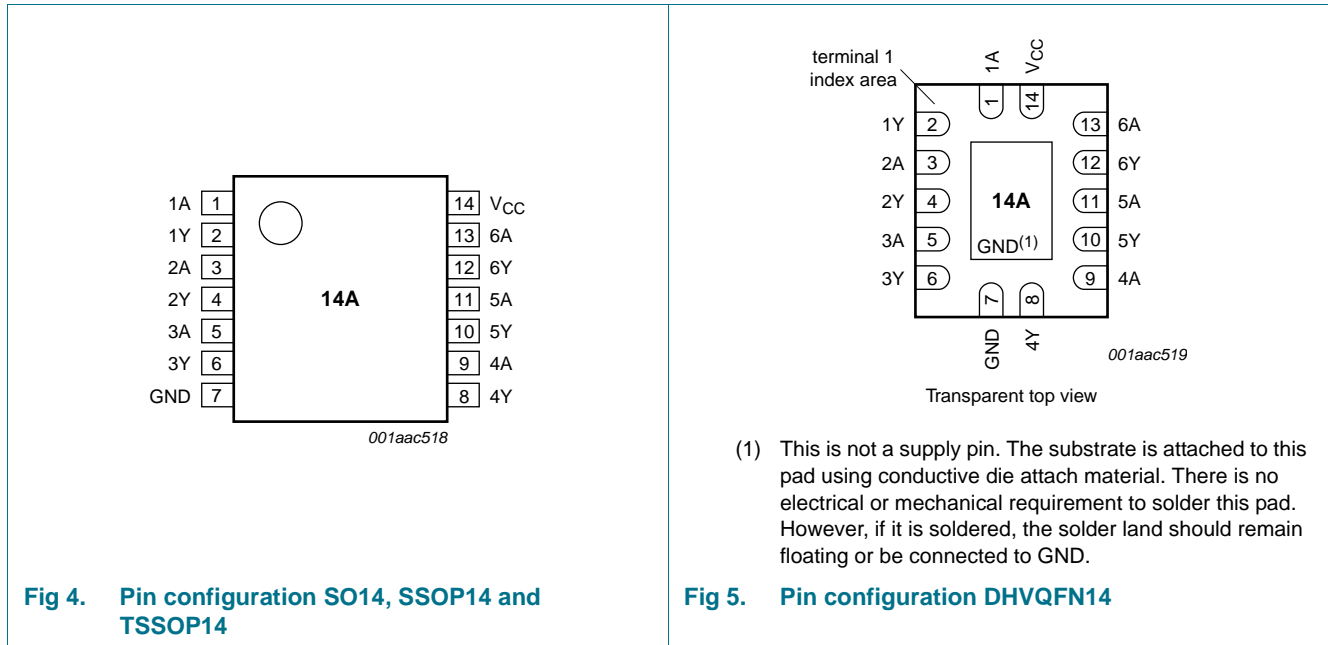 1A 1 14 VCC
1Y 2 13 6A
2A 3 12 6Y
2Y 4 14A 11 5A
3A 5 10 5Y
3Y 6 9 4A
GND 7 8 4Y
001aac518
Fig 4. Pin configuration SO14, SSOP14 and
TSSOP14
terminal 1
index area
1A VCC
1 14
1Y 2 13 6A
2A 3 12 6Y
2Y 4 14A 11 5A
3A 5 GND(1) 10 5Y
3Y 6 9 4A
7 8
GND 4Y
001aac519
Transparent top view
(1) This is not a supply pin. The substrate is attached to this
pad using conductive die attach material. There is no
electrical or mechanical requirement to solder this pad.
However, if it is soldered, the solder land should remain
floating or be connected to GND.
Fig 5. Pin configuration DHVQFN14